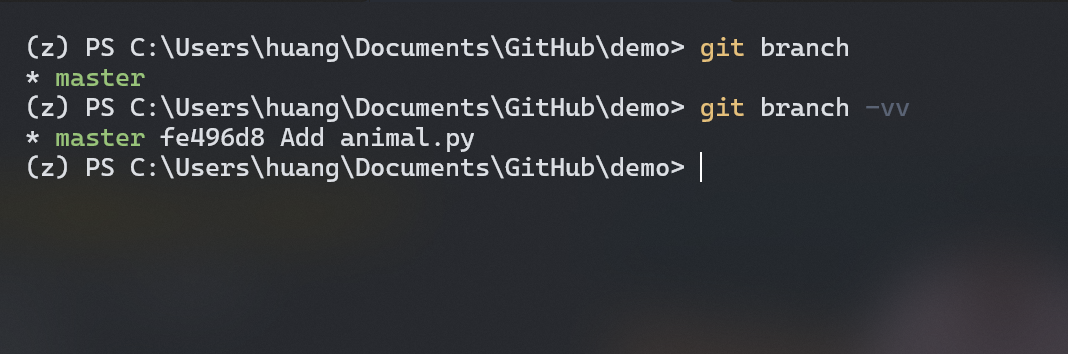 (z) PS C:\Users\huang\Documents\GitHub\demo> git branch
* master
(z) PS C:\Users\huang\Documents\GitHub\demo> git branch -vv
* master fe496d8 Add animal.py
(z) PS C:\Users\huang\Documents\GitHub\demo>